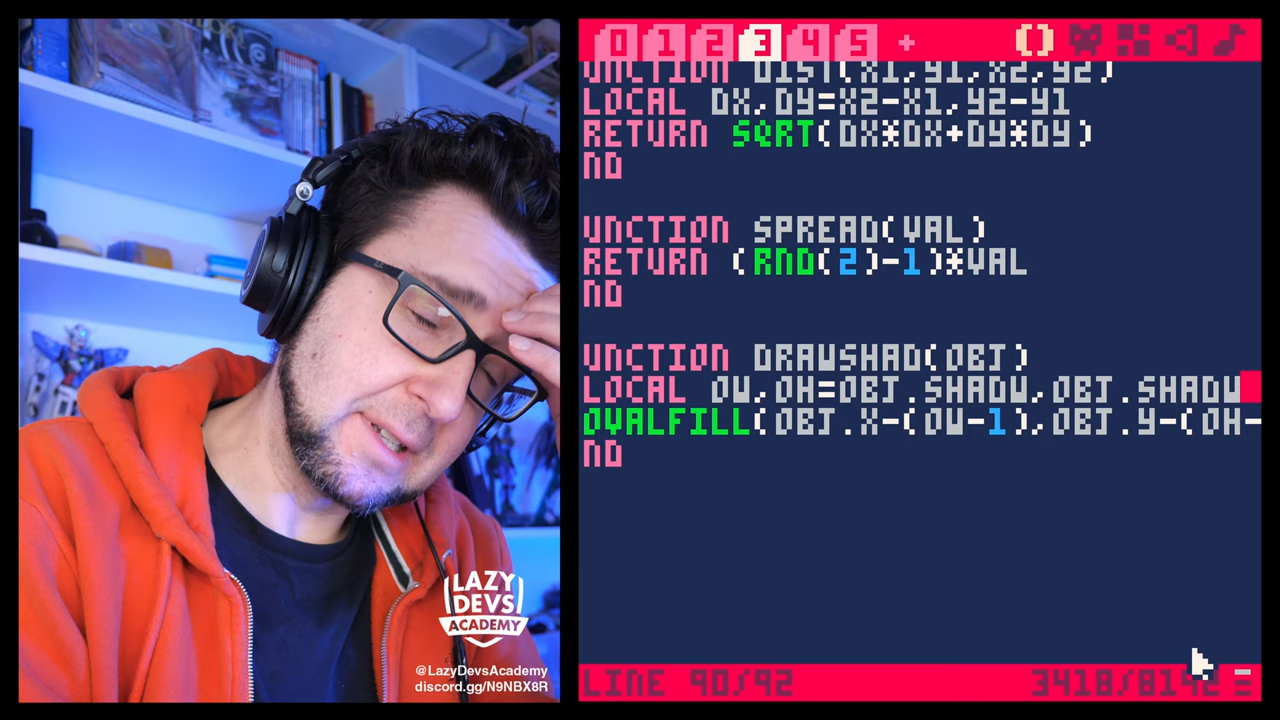 0 1 2 3 4 5 +
UNCTION DIST(X1,Y1,X2,Y2)
LOCAL DX,DY=X2-X1,Y2-Y1
RETURN SQRT(DX*DX+DY*DY)
ND
UNCTION SPREAD(VAL)
RETURN (RND(2)-1)*VAL
ND
UNCTION DRAWSHAD(OBJ)
LOCAL OW,OH=OBJ.SHADW,OBJ.SHADW
OVALFILL(OBJ.X-(OW-1),OBJ.Y-(OH-
ND
LINE 90/92
3418/8192
LAZY
DEVS
ACADEMY
@LazyDevsAcademy
discord.gg/N9NBX8R